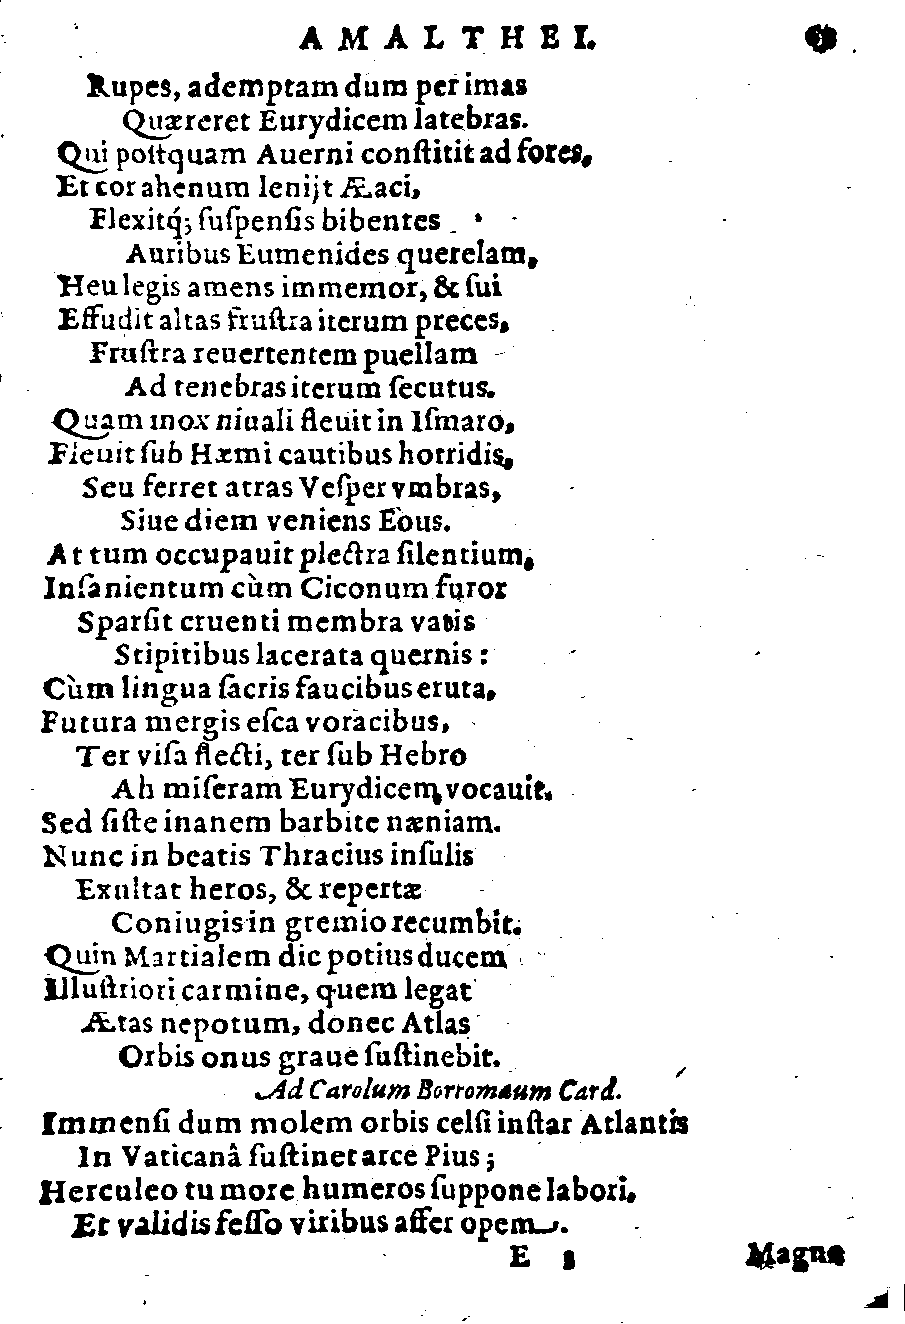 AMALTHEI.
Rupes, ademptam dum per imas
Quæreret Eurydicem latebras.
Qui poſtquam Auerni conſtitit ad fores,
Et cor ahenum lenijt Æaci,
Flexitq́; ſuſpenſis bibentes
Auribus Eumenides querelam,
Heu legis amens immemor, & ſui
Effudit altas fruſtra iterum preces,
Fruſtra reuertentem puellam
Ad tenebras iterum ſecutus.
Quam mox niuali fleuit in Iſmaro,
Fleuit ſub Hæmi cautibus horridis,
Seu ferret atras Veſper vmbras,
Siue diem veniens Eòus.
At tum occupauit plectra ſilentium,
Inſanientum cùm Ciconum furor
Sparſit cruenti membra vatis
Stipitibus lacerata quernis:
Cùm lingua ſacris faucibus eruta,
Futura mergis eſca voracibus,
Ter viſa flecti, ter ſub Hebro
Ah miſeram Eurydicem vocauit.
Sed ſiſte inanem barbite næniam.
Nunc in beatis Thracius inſulis
Exultat heros, & repertæ
Coniugis in gremio recumbit.
Quin Martialem dic potius ducem
Illuſtriori carmine, quem legat
Ætas nepotum, donec Atlas
Orbis onus graue ſuſtinebit.
Ad Carolum Borromæum Card.
Immenſi dum molem orbis celſi inſtar Atlantis
In Vaticanâ ſuſtinet arce Pius;
Herculeo tu more humeros ſuppone labori,
Et validis feſſo viribus affer opem.
E
Magne